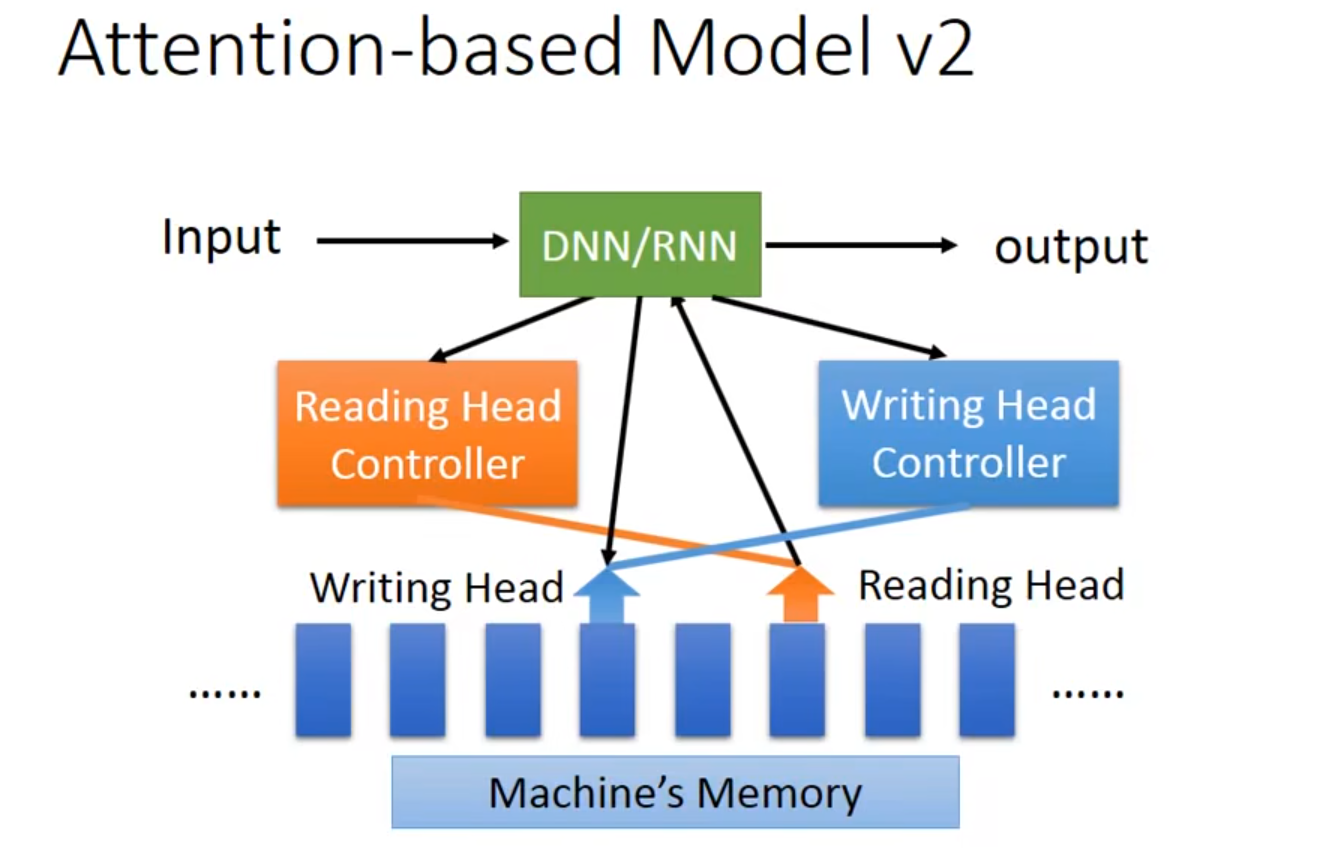 Attention-based Model v2
Input
DNN/RNN
output
Reading Head
Controller
Writing Head
Controller
Writing Head
Reading Head
......
......
Machine’s Memory